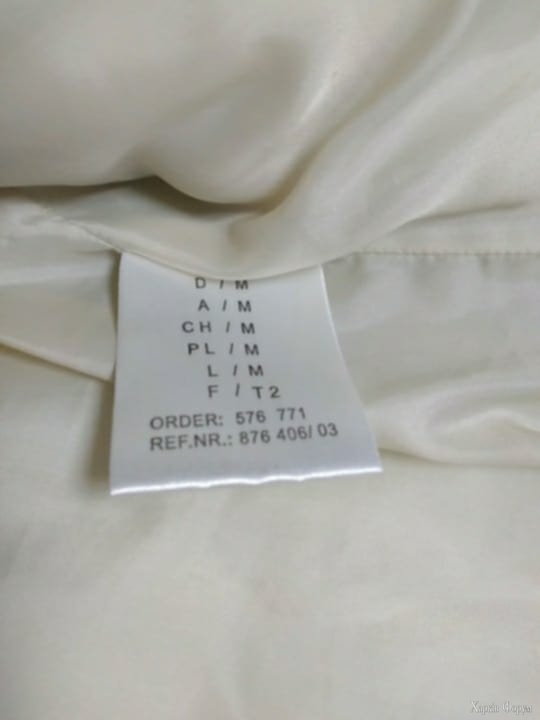 D / M
A / M
CH / M
PL / M
L / M
F / T2
ORDER: 576 771
REF.NR.: 876 406/ 03